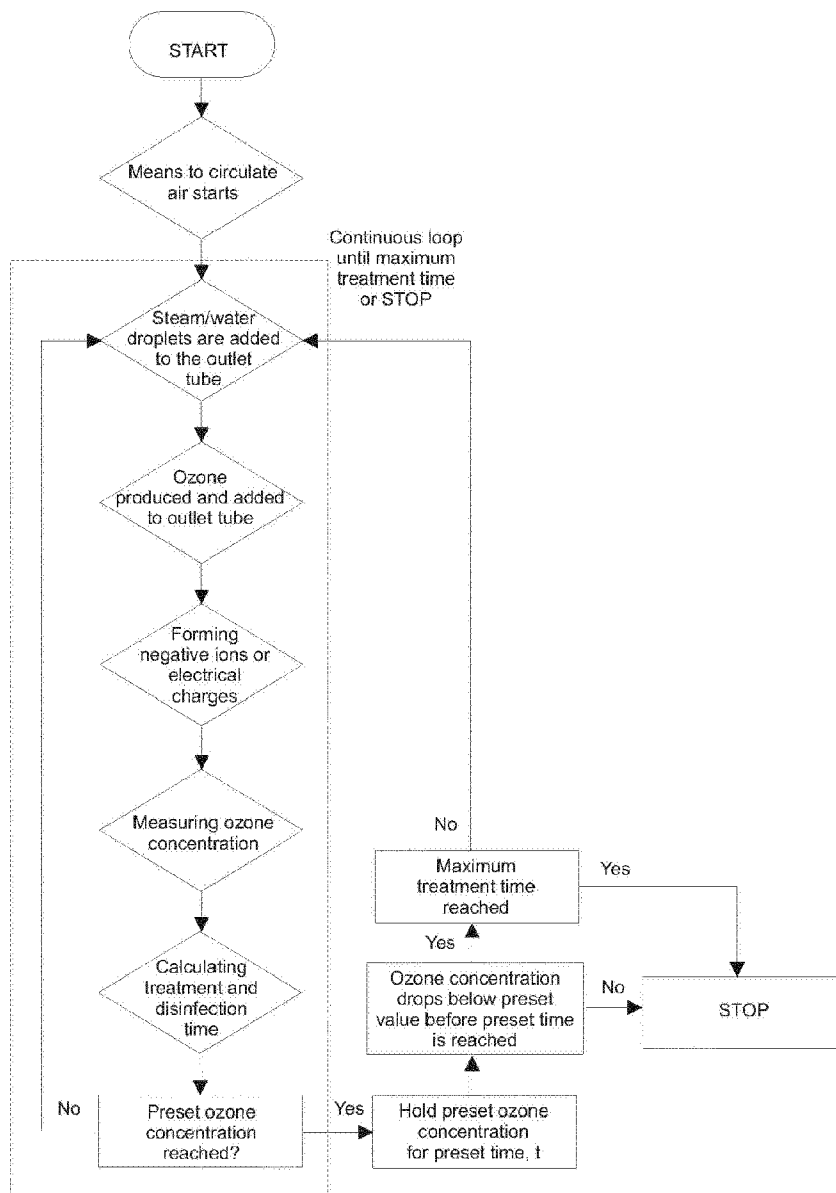 START
Means to circulate
air starts
Continuous loop
until maximum
treatment time
or STOP
Steam/water
droplets are added
to the outlet
tube
Ozone
produced and added
to outlet tube
Forming
negative ions or
electrical
charges
Measuring ozone
concentration
No
Maximum
treatment time
reached
Yes
Yes
Calculating
treatment and
disinfection
time
Ozone concentration
drops below preset
value before preset time
is reached
No
STOP
No
Preset ozone
concentration
reached?
Yes
Hold preset ozone
concentration
for preset time, t